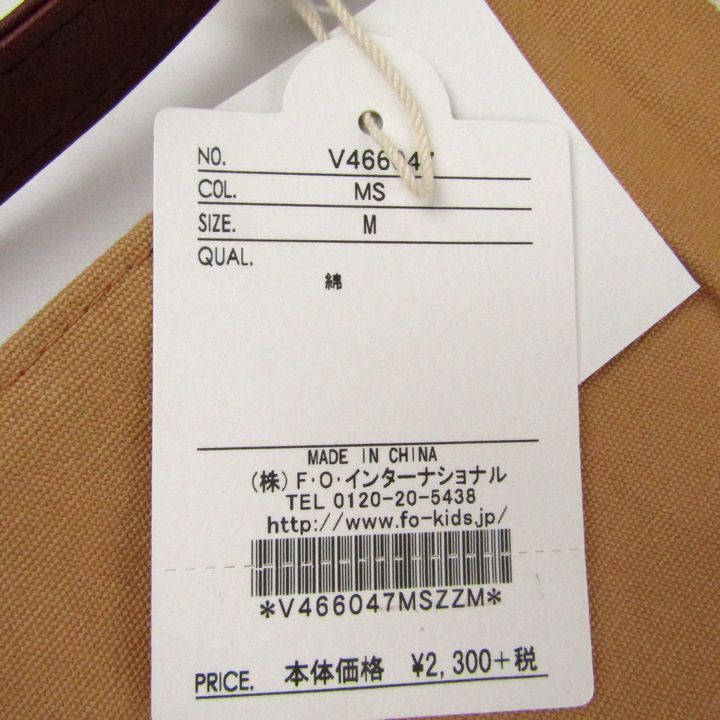 NO. V466047
COL. MS
SIZE. M
QUAL.
綿
MADE IN CHINA
(株)F・O・インターナショナル
TEL 0120-20-5438
http://www.fo-kids.jp/
*V466047MSZZM*
PRICE. 本体価格 ¥2,300+税